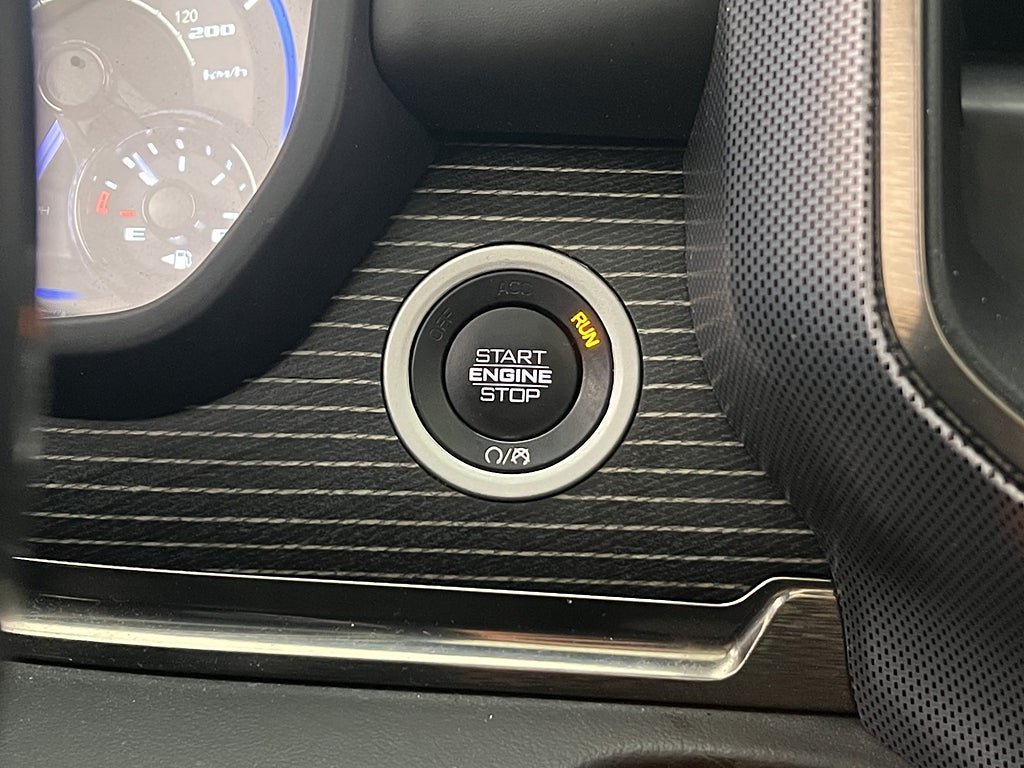 120
200
km/h
E
ACC
OFF
RUN
START
ENGINE
STOP